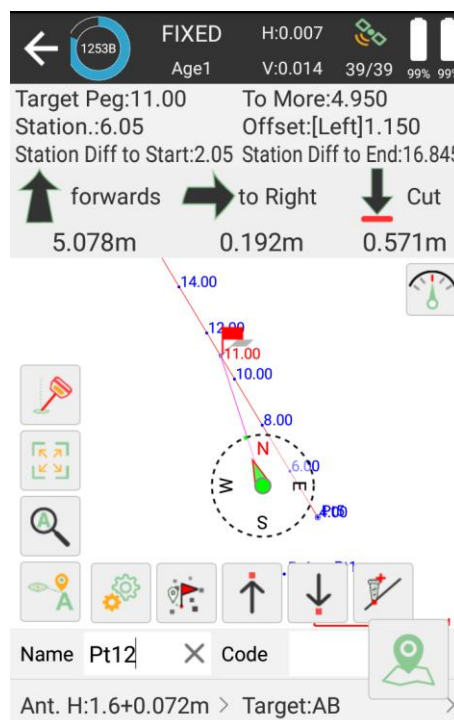 1253B
FIXED H:0.007
Age1 V:0.014 39/39 99% 99%
Target Peg:11.00 To More:4.950
Station.:6.05 Offset:[Left]1.150
Station Diff to Start:2.05 Station Diff to End:16.845
forwards to Right Cut
5.078m 0.192m 0.571m
14.00
12.00
11.00
10.00
8.00
N
6.00
W E
S
4.00
A
A
Name Pt12 Code
Ant. H:1.6+0.072m > Target:AB >